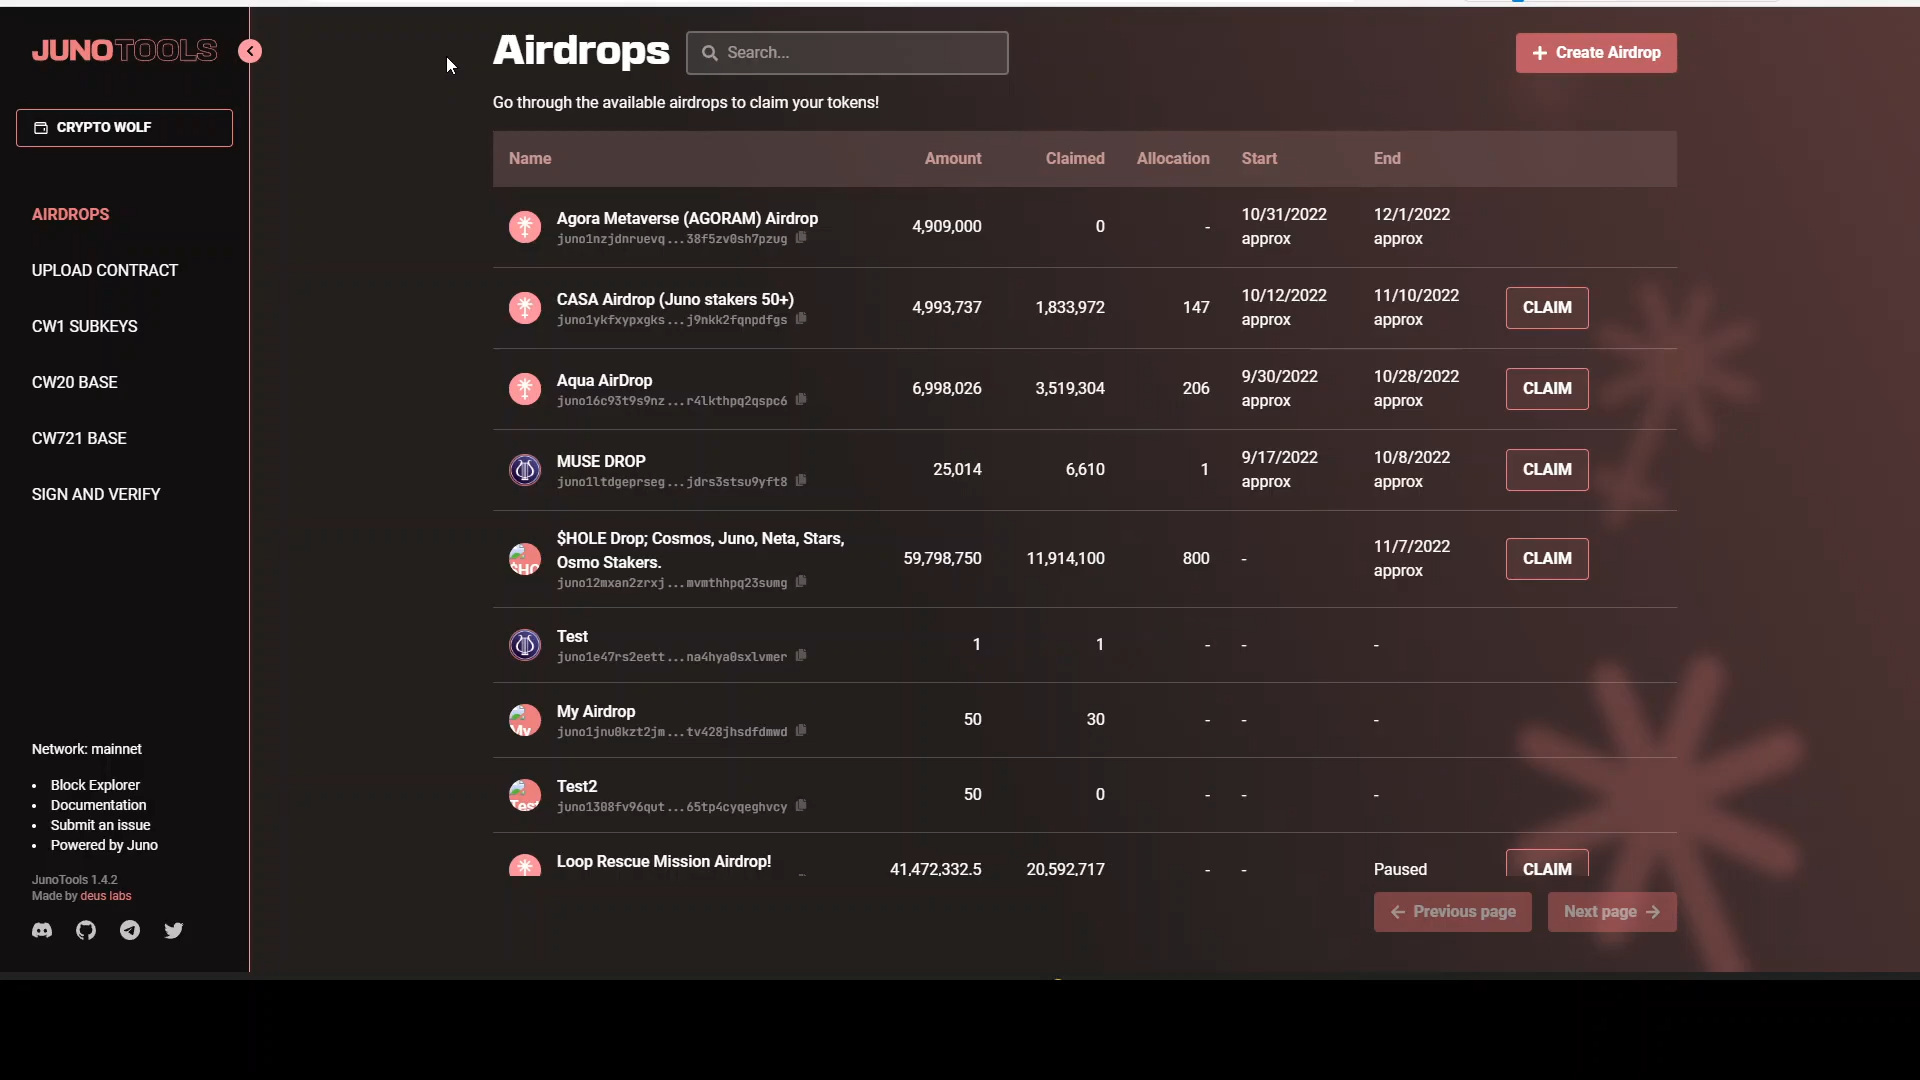 JUNOTOOLS
CRYPTO WOLF
AIRDROPS
UPLOAD CONTRACT
CW1 SUBKEYS
CW20 BASE
CW721 BASE
SIGN AND VERIFY
Network: mainnet
• Block Explorer
• Documentation
• Submit an issue
• Powered by Juno
JunoTools 1.4.2
Made by deus labs
Airdrops
Search...
+ Create Airdrop
Go through the available airdrops to claim your tokens!
Name Amount Claimed Allocation Start End
Agora Metaverse (AGORAM) Airdrop 4,909,000 0 - 10/31/2022 approx 12/1/2022 approx
juno1nzjdnruevq...38f5zv0sh7pzug
CASA Airdrop (Juno stakers 50+) 4,993,737 1,833,972 147 10/12/2022 approx 11/10/2022 approx CLAIM
juno1ykfxypxgks...j9nkk2fqnpdfgs
Aqua AirDrop 6,998,026 3,519,304 206 9/30/2022 approx 10/28/2022 approx CLAIM
juno16c93t9s9nz...r4lkthpq2qspc6
MUSE DROP 25,014 6,610 1 9/17/2022 approx 10/8/2022 approx CLAIM
juno1ltdgeprseg...jdrs3stsu9yft8
$HOLE Drop; Cosmos, Juno, Neta, Stars,
Osmo Stakers. 59,798,750 11,914,100 800 - 11/7/2022 approx CLAIM
juno12mxan2zrxj...mvmthhpq23sumg
Test 1 1 - - -
juno1e47rs2eett...na4hya0sxlvmer
My Airdrop 50 30 - - -
juno1jnu0kzt2jm...tv428jhsdfdmwd
Test2 50 0 - - -
juno1308fv96qut...65tp4cyqeghvcy
Loop Rescue Mission Airdrop! 41,472,332.5 20,592,717 - - Paused CLAIM
← Previous page
Next page →